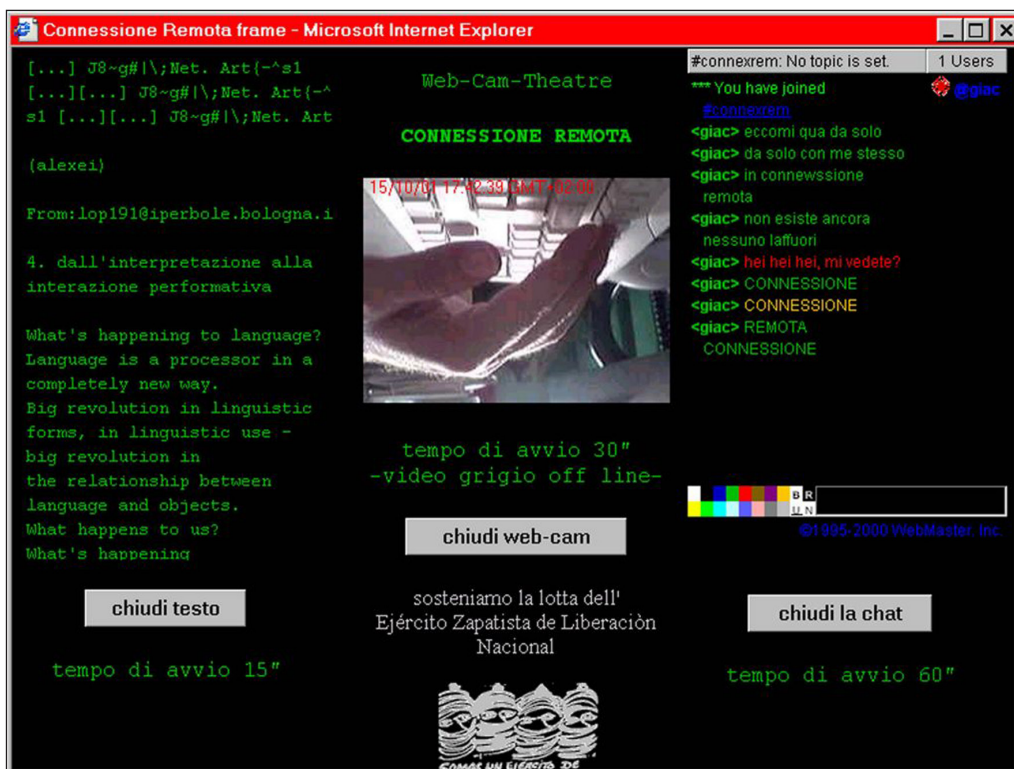 Connessione Remota frame - Microsoft Internet Explorer
[...] J8~g#|\;Net. Art{-^s1
[...][...] J8~g#|\;Net. Art{-^
s1 [...][...] J8~g#|\;Net. Art
(alexei)
From:lop191@iperbole.bologna.i
4. dall'interpretazione alla
interazione performativa
What's happening to language?
Language is a processor in a
completely new way.
Big revolution in linguistic
forms, in linguistic use -
big revolution in
the relationship between
language and objects.
What happens to us?
What's happening
chiudi testo
tempo di avvio 15"
Web-Cam-Theatre
CONNESSIONE REMOTA
15/10/01 17:42:39 GMT+02:00
tempo di avvio 30"
-video grigio off line-
chiudi web-cam
sosteniamo la lotta dell'
Ejército Zapatista de Liberaciòn
Nacional
SOMOS UN EJERCITO DE
#connexrem: No topic is set.
1 Users
*** You have joined
#connexrem
@giac
<giac> eccomi qua da solo
<giac> da solo con me stesso
<giac> in connewssione
remota
<giac> non esiste ancora
nessuno laffuori
<giac> hei hei hei, mi vedete?
<giac> CONNESSIONE
<giac> CONNESSIONE
<giac> REMOTA
CONNESSIONE
B R
U N
©1995-2000 WebMaster, Inc.
chiudi la chat
tempo di avvio 60"